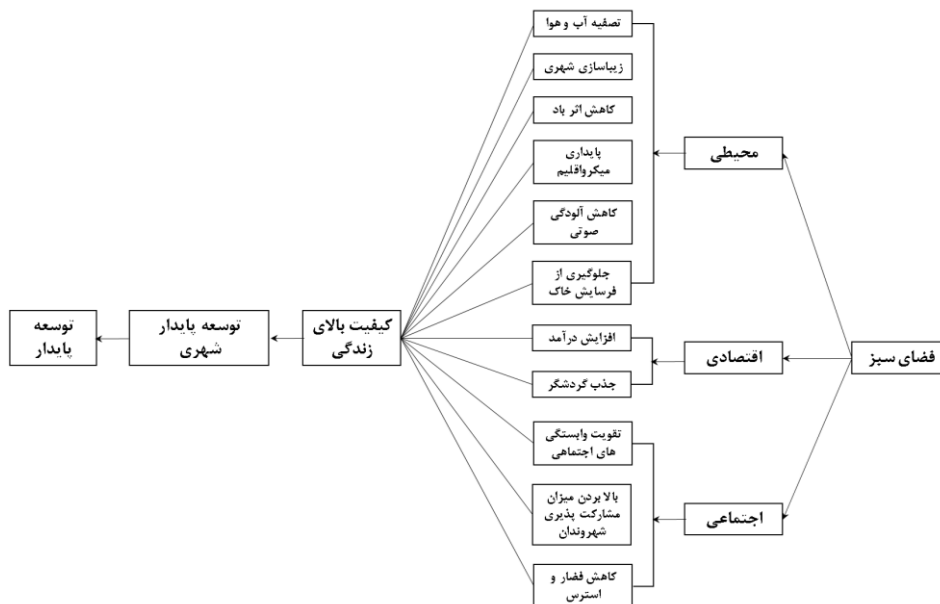 فضای سبز
محیطی
اقتصادی
اجتماعی
تصفیه آب و هوا
زیباسازی شهری
کاهش اثر باد
پایداری
میکرواقلیم
کاهش آلودگی
صوتی
جلوگیری از
فرسایش خاک
افزایش درآمد
جذب گردشگر
تقویت وابستگی
های اجتماهی
بالا بردن میزان
مشارکت پذیری
شهروندان
کاهش فضار و
استرس
کیفیت بالای
زندگی
توسعه پایدار
شهری
توسعه
پایدار